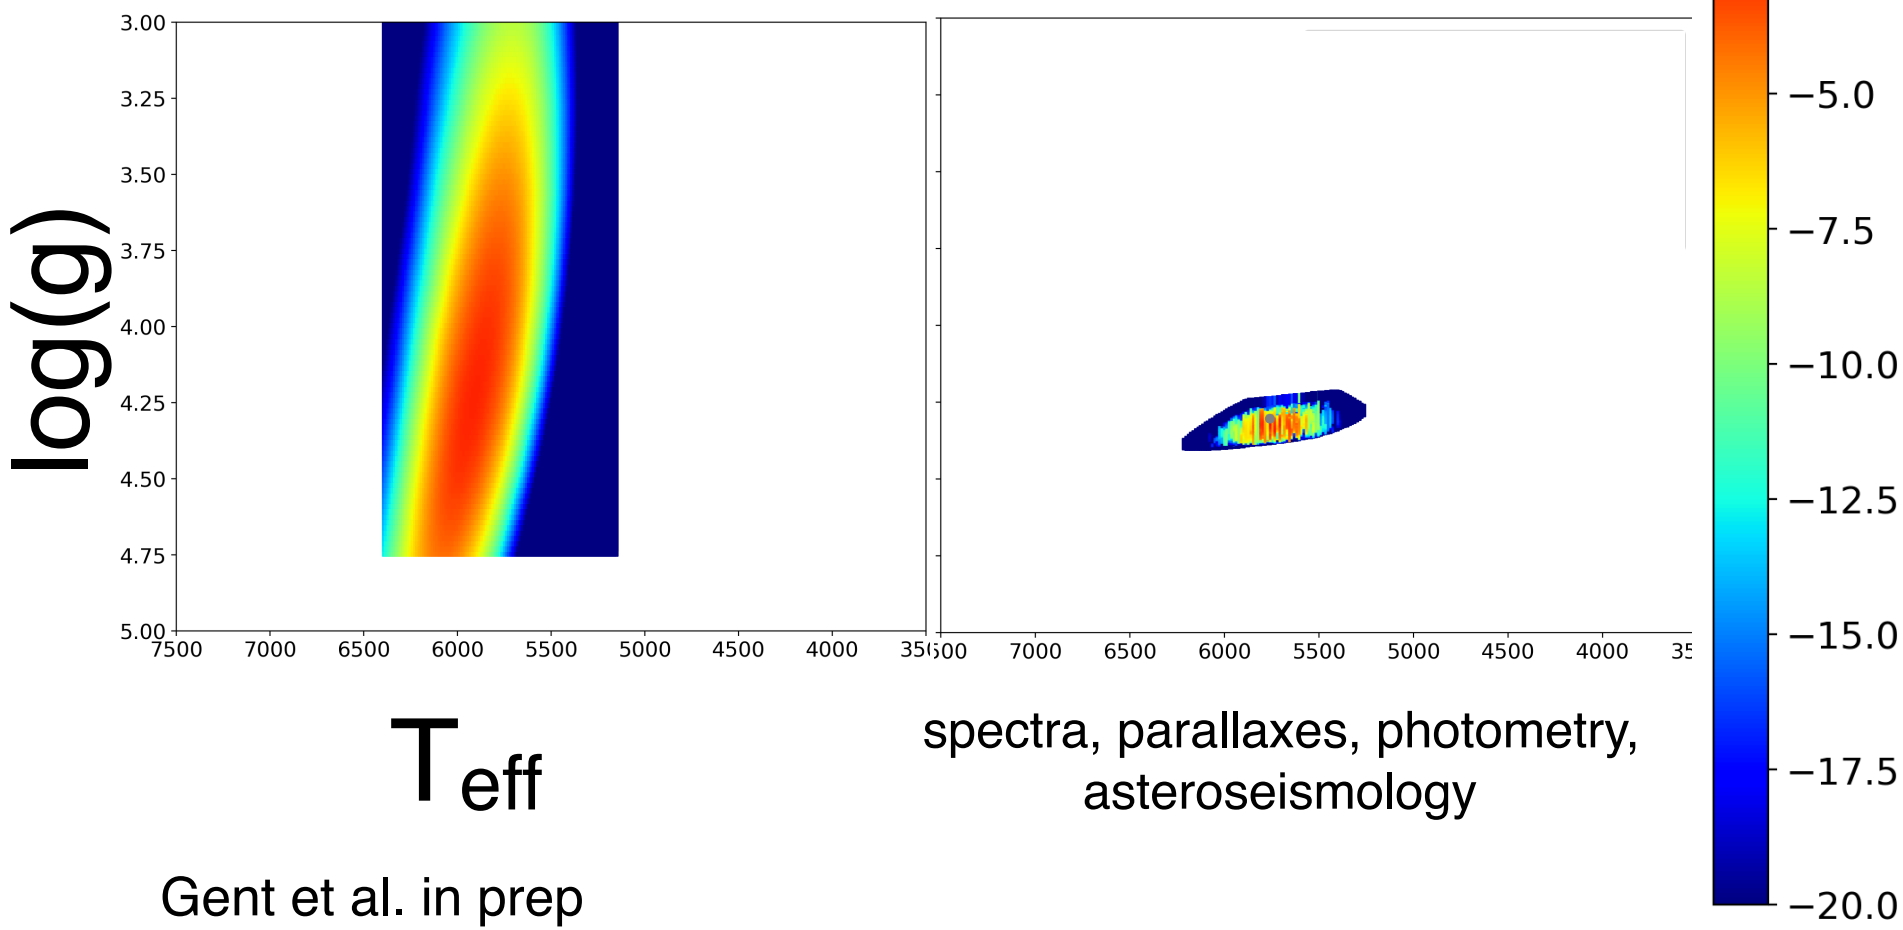 3.00
3.25
3.50
3.75
4.00
4.25
4.50
4.75
5.00
log(g)
7500 7000 6500 6000 5500 5000 4500 4000
7000 6500 6000 5500 5000 4500 4000
−5.0
−7.5
−10.0
−12.5
−15.0
−17.5
−20.0
Teff
spectra, parallaxes, photometry,
asteroseismology
Gent et al. in prep